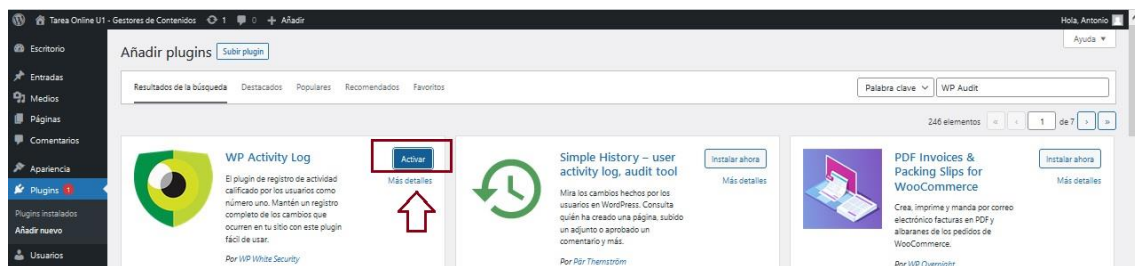 Tarea Online U1 - Gestores de Contenidos 1 0 + Añadir Hola, Antonio
Escritorio
Entradas
Medios
Páginas
Comentarios
Apariencia
Plugins 1
Plugins instalados
Añadir nuevo
Usuarios
Ayuda
Añadir plugins Subir plugin
Resultados de la búsqueda Destacados Populares Recomendados Favoritos Palabra clave WP Audit
246 elementos « ‹ 1 de 7 › »
WP Activity Log
Activar
Más detalles
El plugin de registro de actividad
calificado por los usuarios como
número uno. Mantén un registro
completo de los cambios que
ocurren en tu sitio con este plugin
fácil de usar.
Por WP White Security
Simple History – user
activity log, audit tool
Instalar ahora
Más detalles
Mira los cambios hechos por los
usuarios en WordPress. Consulta
quién ha creado una página, subido
un adjunto o aprobado un
comentario y más.
Por Pär Thernström
PDF Invoices &
Packing Slips for
WooCommerce
Instalar ahora
Más detalles
Crea, imprime y manda por correo
electrónico facturas en PDF y
albaranes de los pedidos de
WooCommerce.
Por WP Overnight